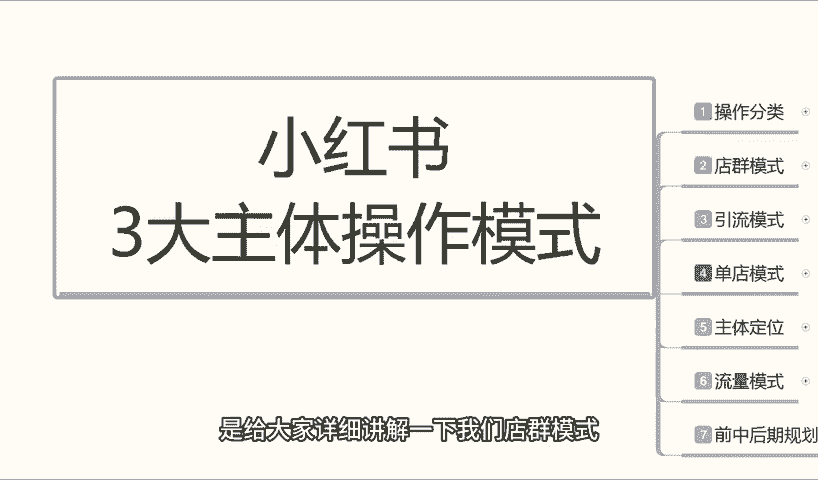 小红书
3大主体操作模式
1 操作分类
2 店群模式
3 引流模式
4 单店模式
5 主体定位
6 流量模式
7 前中后期规划
是给大家详细讲解一下我们店群模式